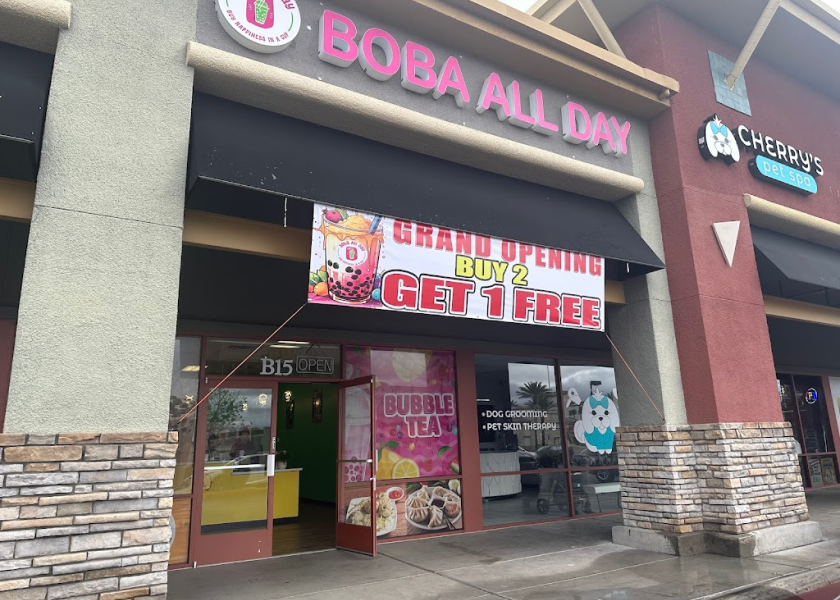 BUY HAPPINESS IN A CUP
BOBA ALL DAY
CHERRY'S
pet spa
GRAND OPENING
BUY 2
GET 1 FREE
B15 OPEN
BUBBLE
TEA
• DOG GROOMING
• PET SKIN THERAPY